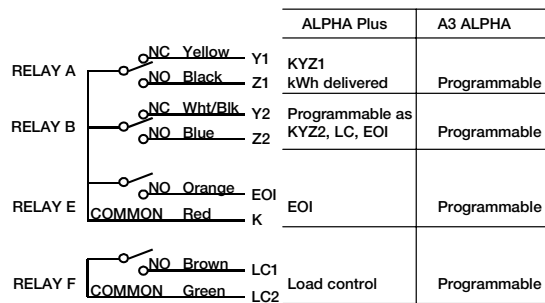 ALPHA Plus A3 ALPHA
NC Yellow Y1 KYZ1
RELAY A
NO Black Z1 kWh delivered Programmable
NC Wht/Blk Y2 Programmable as
RELAY B
NO Blue Z2 KYZ2, LC, EOI Programmable
NO Orange EOI
RELAY E EOI Programmable
COMMON Red K
NO Brown LC1
RELAY F Load control Programmable
COMMON Green LC2